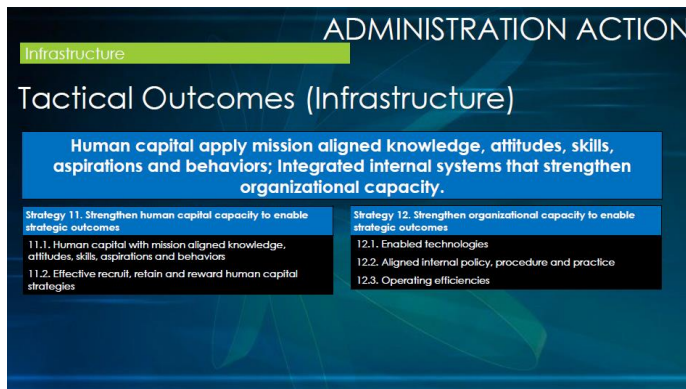 ADMINISTRATION ACTION
Infrastructure
Tactical Outcomes (Infrastructure)
Human capital apply mission aligned knowledge, attitudes, skills,
aspirations and behaviors; Integrated internal systems that strengthen
organizational capacity.
Strategy 11. Strengthen human capital capacity to enable
strategic outcomes
11.1. Human capital with mission aligned knowledge,
attitudes, skills, aspirations and behaviors
11.2. Effective recruit, retain and reward human capital
strategies
Strategy 12. Strengthen organizational capacity to enable
strategic outcomes
12.1. Enabled technologies
12.2. Aligned internal policy, procedure and practice
12.3. Operating efficiencies